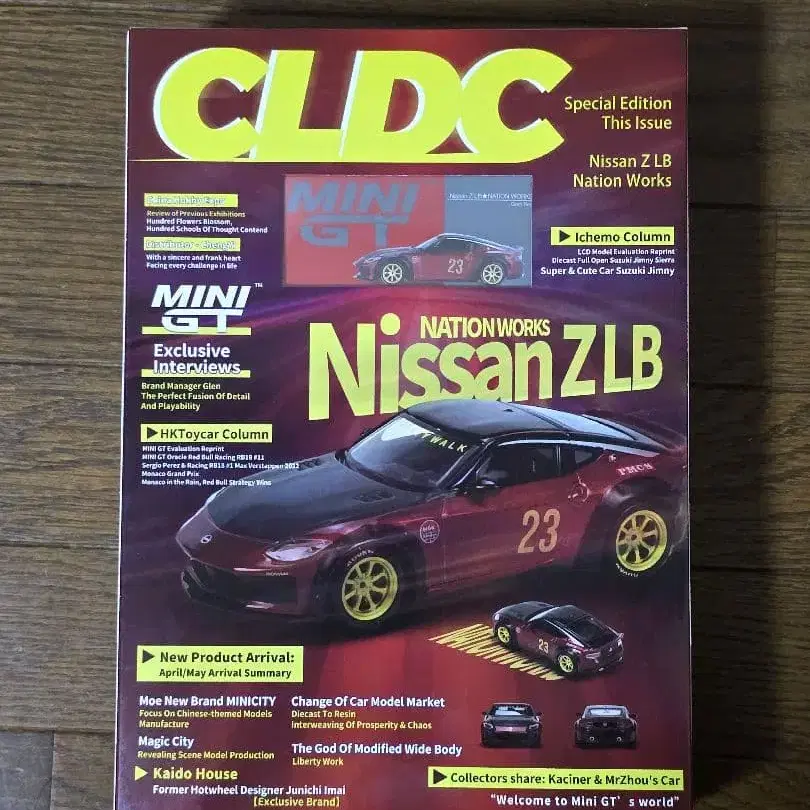 CLDC
Special Edition
This Issue
Nissan Z LB
Nation Works
Review of Previous Exhibitions
Hundred Flowers Blossom,
Hundred Schools Of Thought Contend
With a sincere and frank heart
Facing every challenge in life
MINI
GT
Nissan Z LB★NATION WORKS
23
▶ Ichemo Column
LCD Model Evaluation Reprint
Diecast Full Open Suzuki Jimny Sierra
Super & Cute Car Suzuki Jimny
MINI
GT™
Exclusive
Interviews
Brand Manager Glen
The Perfect Fusion Of Detail
And Playability
NATION WORKS
Nissan Z LB
▶ HKToycar Column
MINI GT Evaluation Reprint
MINI GT Oracle Red Bull Racing RB18 #11
Sergio Perez & Racing RB18 #1 Max Verstappen 2022
Monaco Grand Prix
Monaco in the Rain, Red Bull Strategy Wins
23
ADVAN
23
▶ New Product Arrival:
April/May Arrival Summary
Moe New Brand MINICITY
Focus On Chinese-themed Models
Manufacture
Magic City
Revealing Scene Model Production
▶ Kaido House
Former Hotwheel Designer Junichi Imai
[Exclusive Brand]
Change Of Car Model Market
Diecast To Resin
Interweaving Of Prosperity & Chaos
The God Of Modified Wide Body
Liberty Work
▶ Collectors share: Kaciner & MrZhou's Car
"Welcome to Mini GT' s world"